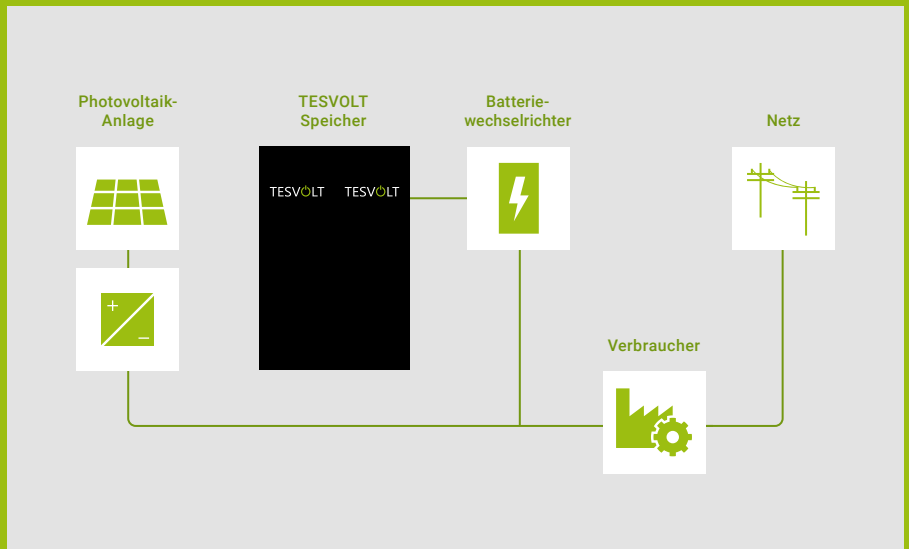 Photovoltaik-
Anlage
TESVOLT
Speicher
Batterie-
wechselrichter
Netz
TESVOLT TESVOLT
Verbraucher